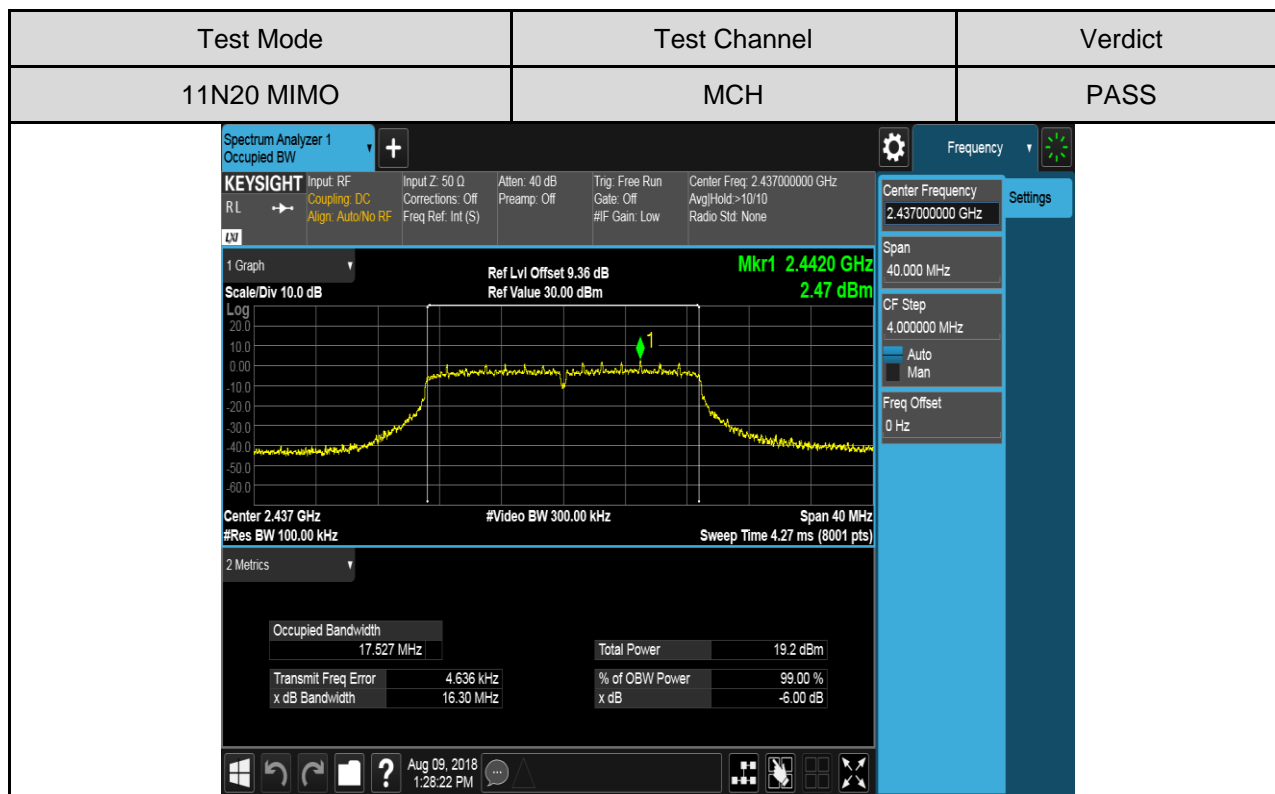 Test Mode Test Channel Verdict
11N20 MIMO MCH PASS
Spectrum Analyzer 1
Occupied BW
+
Frequency
KEYSIGHT Input: RF Input Z: 50 Ω Atten: 40 dB Trig: Free Run Center Freq: 2.437000000 GHz
RL Coupling: DC Corrections: Off Preamp: Off Gate: Off Avg|Hold:>10/10
Align: Auto/No RF Freq Ref: Int (S) #IF Gain: Low Radio Std: None
LXI
Center Frequency
2.437000000 GHz
Settings
Span
40.000 MHz
CF Step
4.000000 MHz
Auto
Man
Freq Offset
0 Hz
1 Graph Ref Lvl Offset 9.36 dB Mkr1 2.4420 GHz
Scale/Div 10.0 dB Ref Value 30.00 dBm 2.47 dBm
Log
20.0
10.0
1
0.00
-10.0
-20.0
-30.0
-40.0
-50.0
-60.0
Center 2.437 GHz #Video BW 300.00 kHz Span 40 MHz
#Res BW 100.00 kHz Sweep Time 4.27 ms (8001 pts)
2 Metrics
Occupied Bandwidth
17.527 MHz Total Power 19.2 dBm
Transmit Freq Error 4.636 kHz % of OBW Power 99.00 %
x dB Bandwidth 16.30 MHz x dB -6.00 dB
? Aug 09, 2018
1:28:22 PM